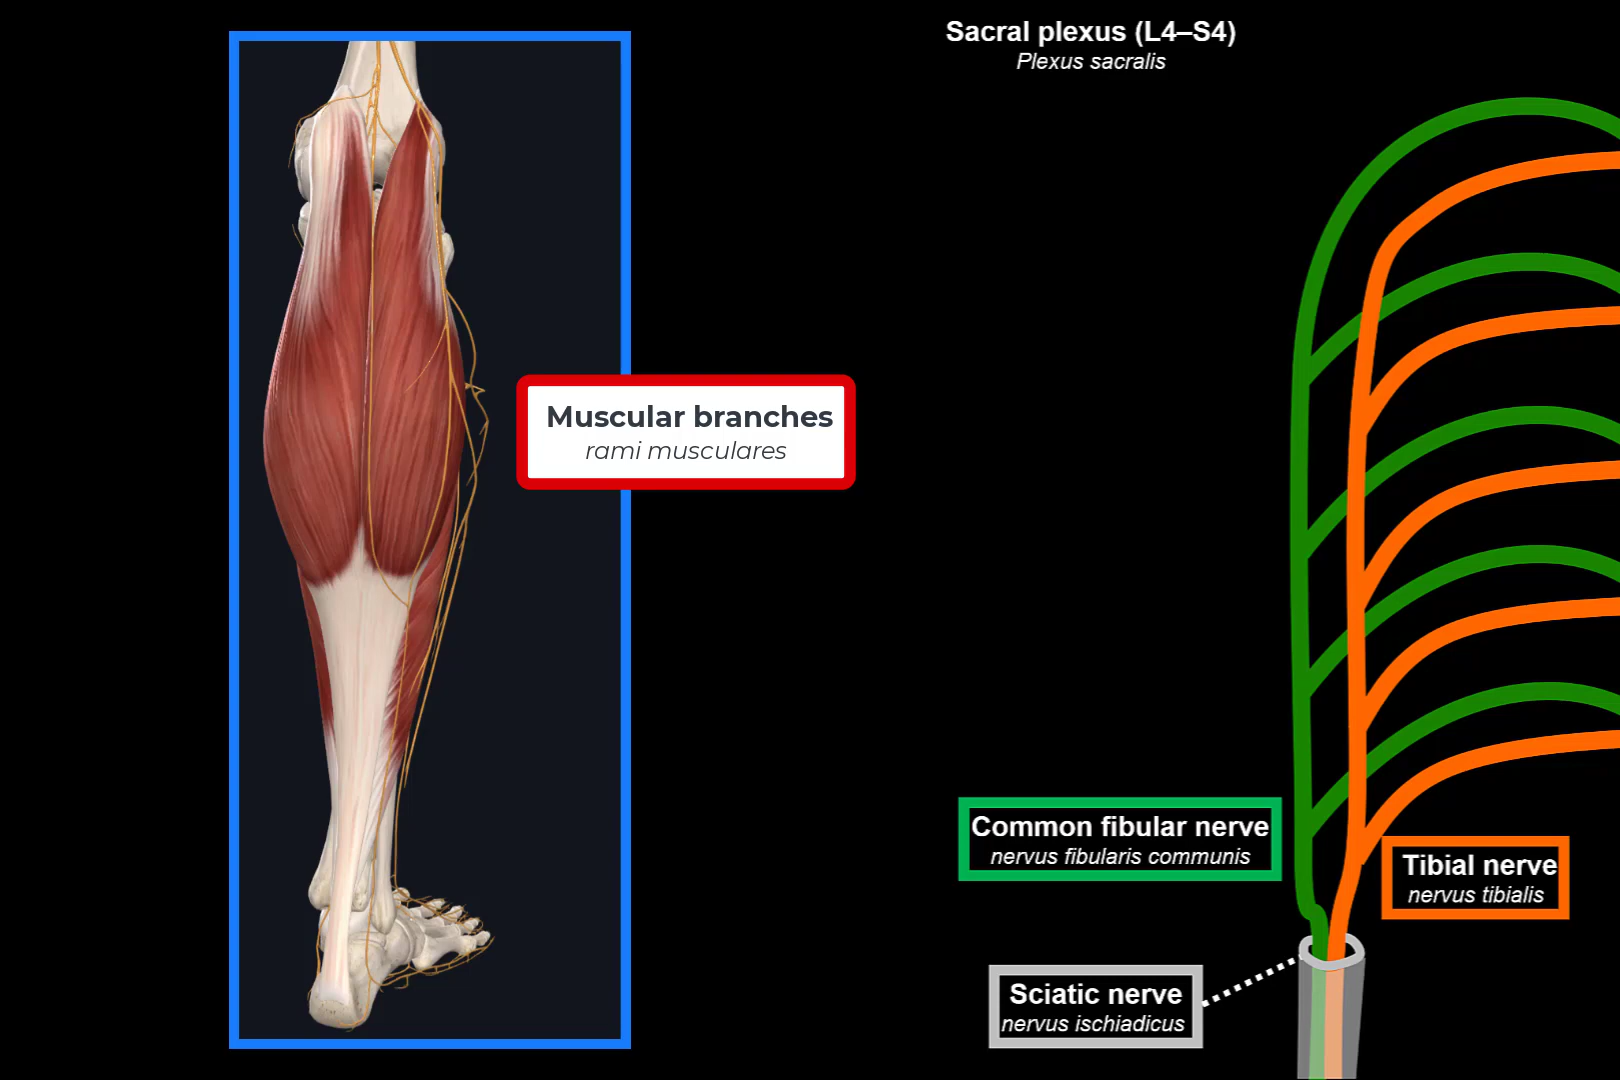 Sacral plexus (L4–S4)
Plexus sacralis
Muscular branches
rami musculares
Common fibular nerve
nervus fibularis communis
Tibial nerve
nervus tibialis
Sciatic nerve
nervus ischiadicus